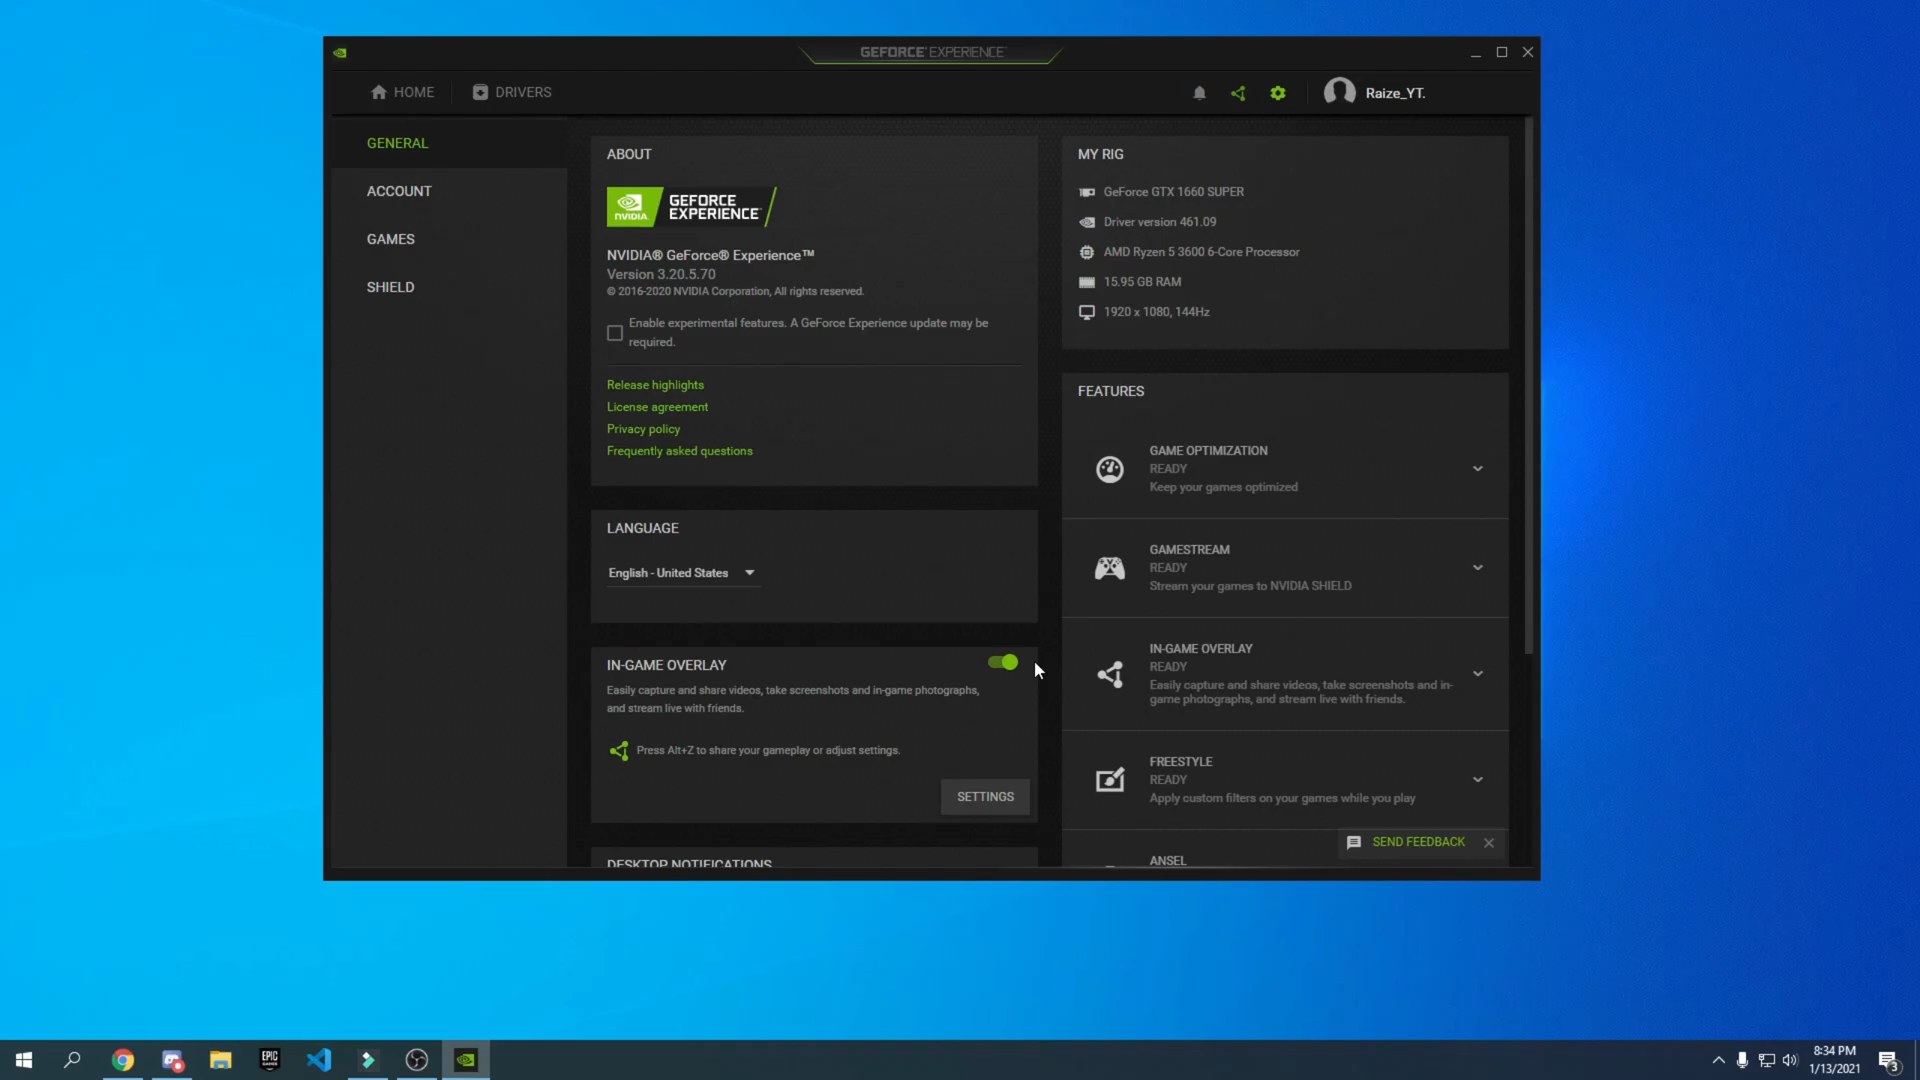 GEFORCE EXPERIENCE
HOME
DRIVERS
Raize_YT.
GENERAL
ACCOUNT
GAMES
SHIELD
ABOUT
NVIDIA.
GEFORCE
EXPERIENCE
NVIDIA® GeForce® Experience™
Version 3.20.5.70
© 2016-2020 NVIDIA Corporation, All rights reserved.
Enable experimental features. A GeForce Experience update may be
required.
Release highlights
License agreement
Privacy policy
Frequently asked questions
LANGUAGE
English - United States
IN-GAME OVERLAY
Easily capture and share videos, take screenshots and in-game photographs,
and stream live with friends.
Press Alt+Z to share your gameplay or adjust settings.
SETTINGS
DESKTOP NOTIFICATIONS
MY RIG
GeForce GTX 1660 SUPER
Driver version 461.09
AMD Ryzen 5 3600 6-Core Processor
15.95 GB RAM
1920 x 1080, 144Hz
FEATURES
GAME OPTIMIZATION
READY
Keep your games optimized
GAMESTREAM
READY
Stream your games to NVIDIA SHIELD
IN-GAME OVERLAY
READY
Easily capture and share videos, take screenshots and in-
game photographs, and stream live with friends.
FREESTYLE
READY
Apply custom filters on your games while you play
ANSEL
SEND FEEDBACK
EPIC
GAMES
8:34 PM
1/13/2021
3